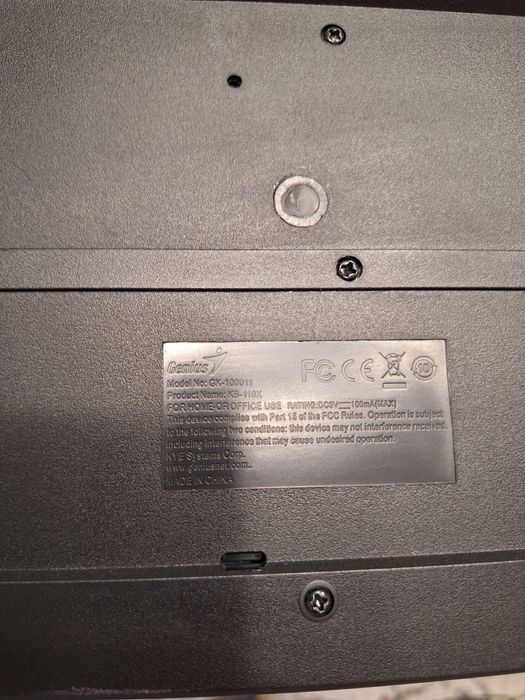 Genius
FC CE 10
Model No: GK-100011
Product Name: KB-110X
FOR HOME OR OFFICE USE RATING:DC5V 100mA(MAX)
This device complies with Part 15 of the FCC Rules. Operation is subject
to the following two conditions: this device may not interference received,
including interference that may cause undesired operation.
KYE Systems Corp.
www.geniusnet.com.
MADE IN CHINA